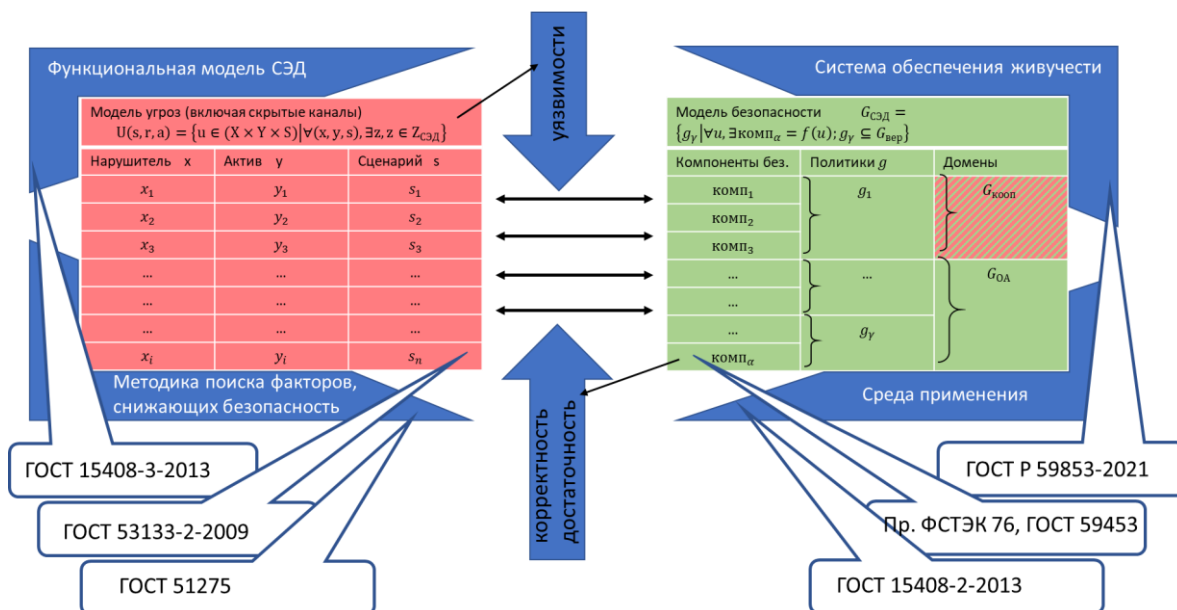 Функциональная модель СЭД
Модель угроз (включая скрытые каналы)
U(s, r, a) = {u ∈ (X × Y × S)|∀(x, y, s), ∃z, z ∈ Z_СЭД}
Нарушитель x Актив y Сценарий s
x₁ y₁ s₁
x₂ y₂ s₂
x₃ y₃ s₃
... ... ...
... ... ...
... ... ...
xᵢ yᵢ sₙ
Методика поиска факторов,
снижающих безопасность
уязвимости
корректность
достаточность
Система обеспечения живучести
Модель безопасности G_СЭД =
{g_γ|∀u, ∃комп_α = f(u); g_γ ⊆ G_вер}
Компоненты без. Политики g Домены
комп₁ g₁ G_кооп
комп₂
комп₃
... ... G_ОА
...
... g_γ
комп_α
Среда применения
ГОСТ 15408-3-2013
ГОСТ 53133-2-2009
ГОСТ 51275
ГОСТ Р 59853-2021
Пр. ФСТЭК 76, ГОСТ 59453
ГОСТ 15408-2-2013